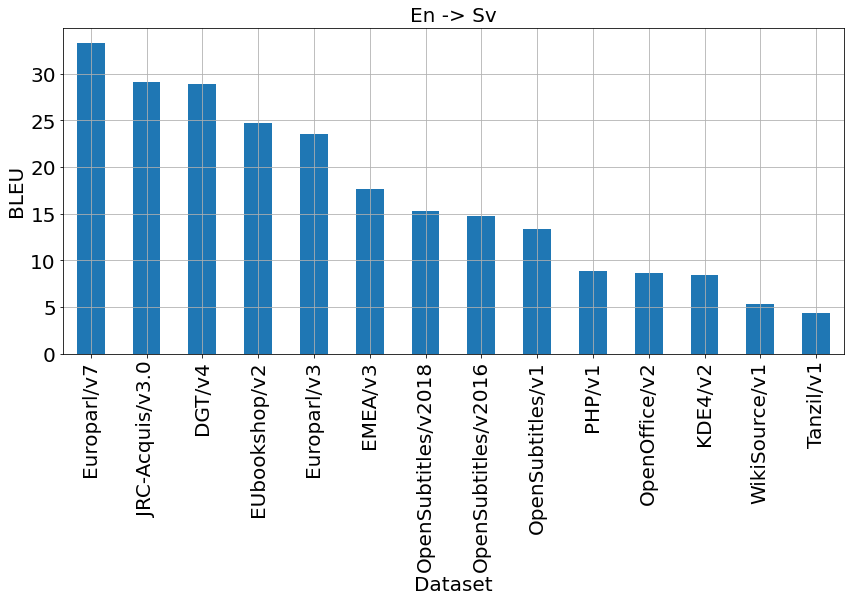 En -> Sv
BLEU
30
25
20
15
10
5
0
Europarl/v7
JRC-Acquis/v3.0
DGT/v4
EUbookshop/v2
Europarl/v3
EMEA/v3
OpenSubtitles/v2018
OpenSubtitles/v2016
OpenSubtitles/v1
PHP/v1
OpenOffice/v2
KDE4/v2
WikiSource/v1
Tanzil/v1
Dataset